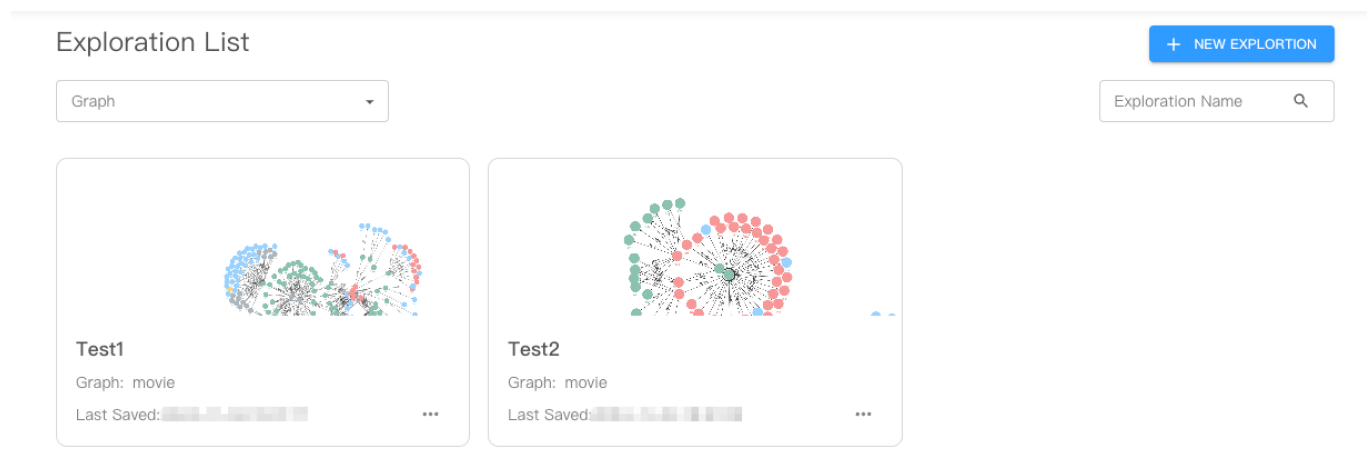 Exploration List
+ NEW EXPLORTION
Graph
Exploration Name
Test1
Graph: movie
Last Saved:
Test2
Graph: movie
Last Saved: